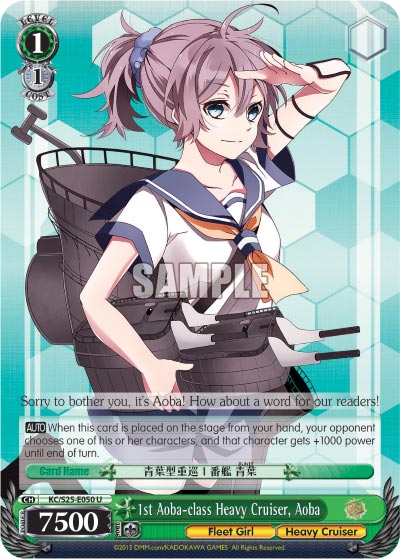 LEVEL
1
1
COST
SAMPLE
Sorry to bother you, it's Aoba! How about a word for our readers!
AUTO When this card is placed on the stage from your hand, your opponent
chooses one of his or her characters, and that character gets +1000 power
until end of turn.
Card Name 青葉型重巡1番艦 青葉
CH KC/S25-E050 U
1st Aoba-class Heavy Cruiser, Aoba
7500
Fleet Girl Heavy Cruiser
©2015 DMM.com/KADOKAWA GAMES All Rights Reserved.